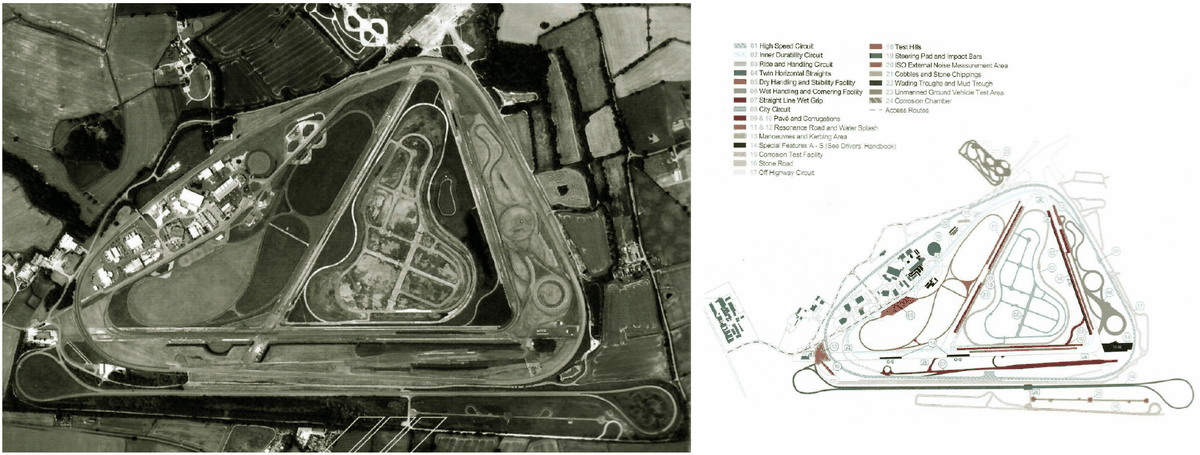 01 High Speed Circuit
02 Inner Durability Circuit
03 Ride and Handling Circuit
04 Twin Horizontal Straights
05 Dry Handling and Stability Facility
06 Wet Handling and Cornering Facility
07 Straight Line Wet Grip
08 City Circuit
09 & 10 Pavé and Corrugations
11 & 12 Resonance Road and Water Splash
13 Manoeuvres and Kerbing Area
14 Special Features A - S (See Drivers' Handbook)
15 Corrosion Test Facility
16 Stone Road
17 Off Highway Circuit
18 Test Hills
19 Steering Pad and Impact Bars
20 ISO External Noise Measurement Area
21 Cobbles and Stone Chippings
22 Wading Troughs and Mud Trough
23 Unmanned Ground Vehicle Test Area
24 Corrosion Chamber
Access Routes